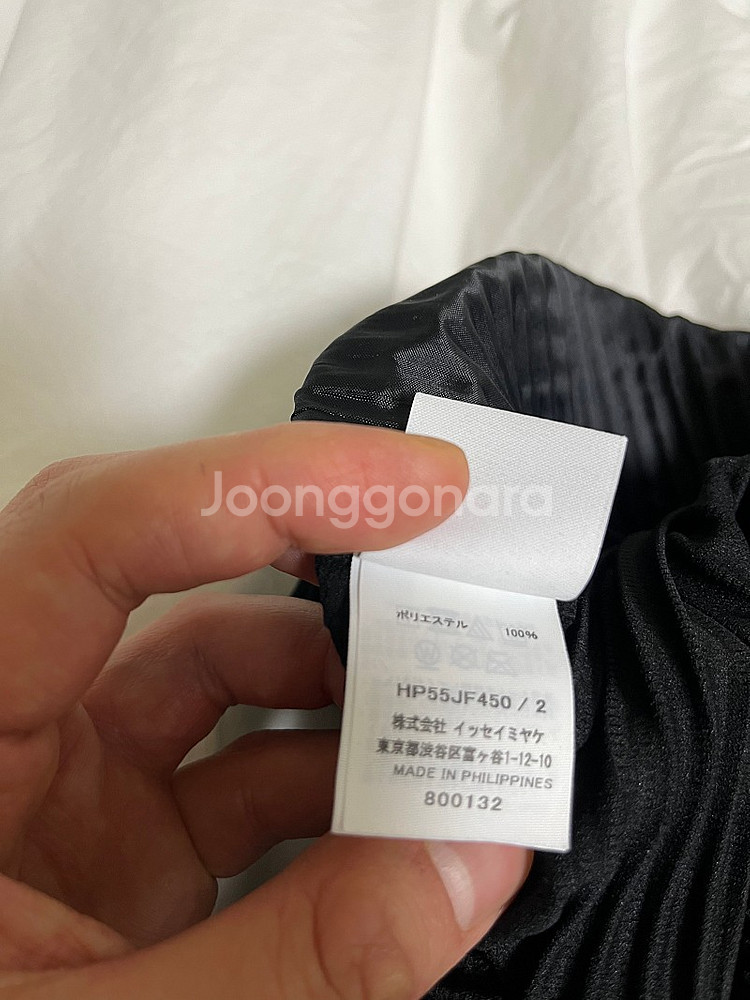 Joonggonara
ポリエステル 100%
HP55JF450 / 2
株式会社 イッセイミヤケ
東京都渋谷区富ヶ谷1-12-10
MADE IN PHILIPPINES
800132